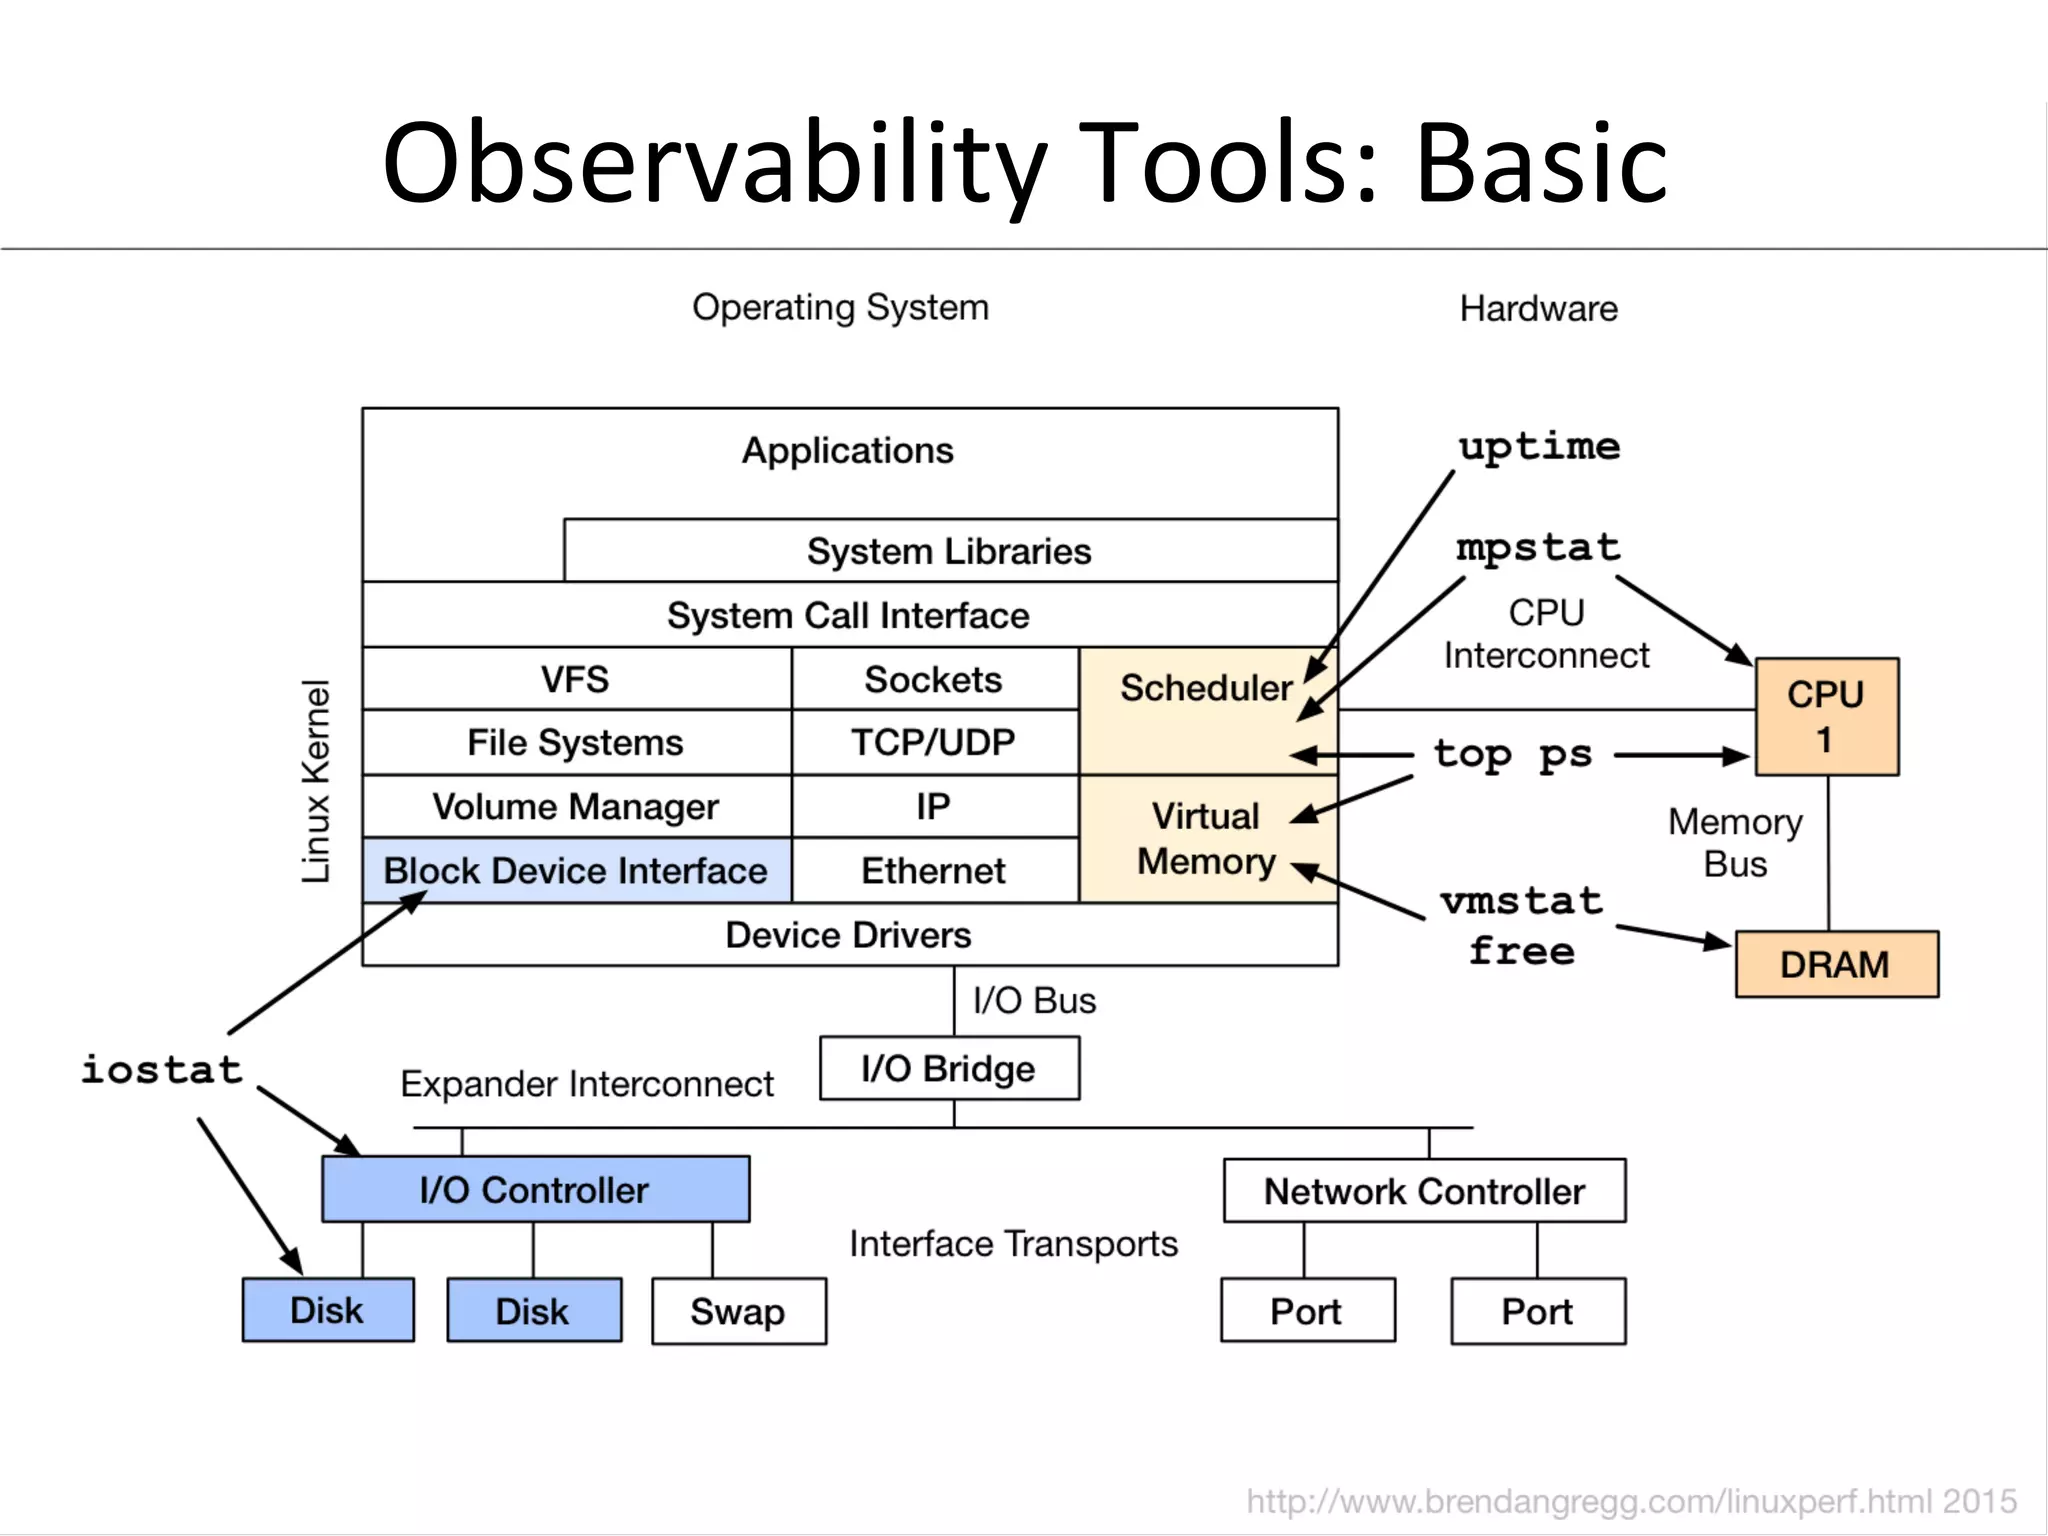 Observability Tools: Basic
Operating System
Hardware
Applications
uptime
System Libraries
mpstat
System Call Interface
CPU
Interconnect
Linux Kernel
VFS
Sockets
Scheduler
CPU
1
File Systems
TCP/UDP
top ps
Volume Manager
IP
Virtual
Memory
Memory
Bus
Block Device Interface
Ethernet
vmstat
free
Device Drivers
DRAM
I/O Bus
iostat
Expander Interconnect
I/O Bridge
I/O Controller
Network Controller
Interface Transports
Disk
Disk
Swap
Port
Port
http://www.brendangregg.com/linuxperf.html 2015